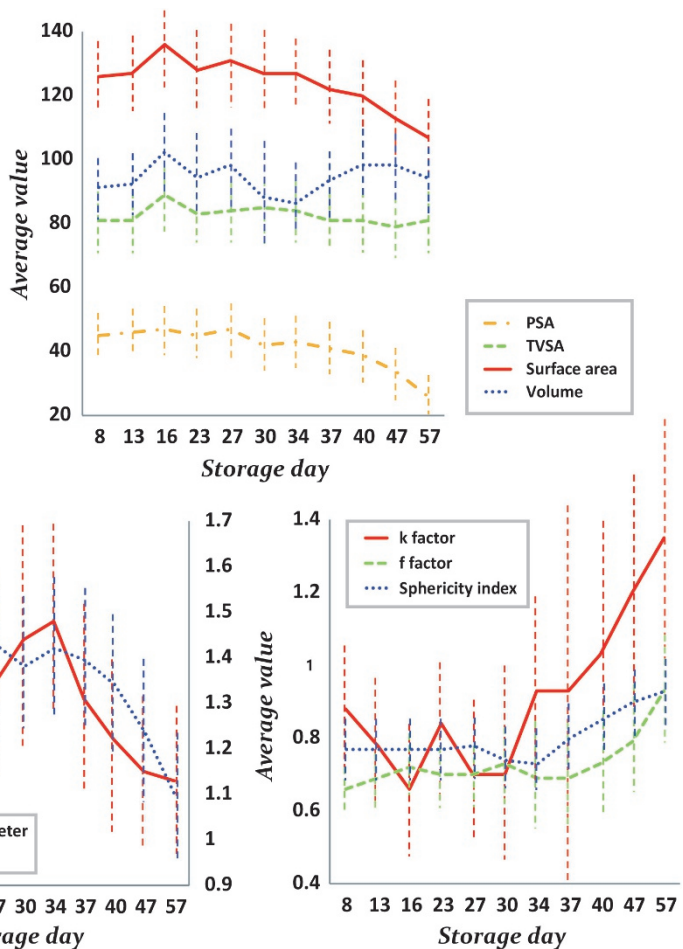 140
120
100
80
60
40
20
Average value
8 13 16 23 27 30 34 37 40 47 57
Storage day
PSA
TVSA
Surface area
Volume
1.7
1.6
1.5
1.4
1.3
1.2
1.1
1
0.9
eter
7 30 34 37 40 47 57
rage day
Average value
1.4
1.2
1
0.8
0.6
0.4
k factor
f factor
Sphericity index
8 13 16 23 27 30 34 37 40 47 57
Storage day